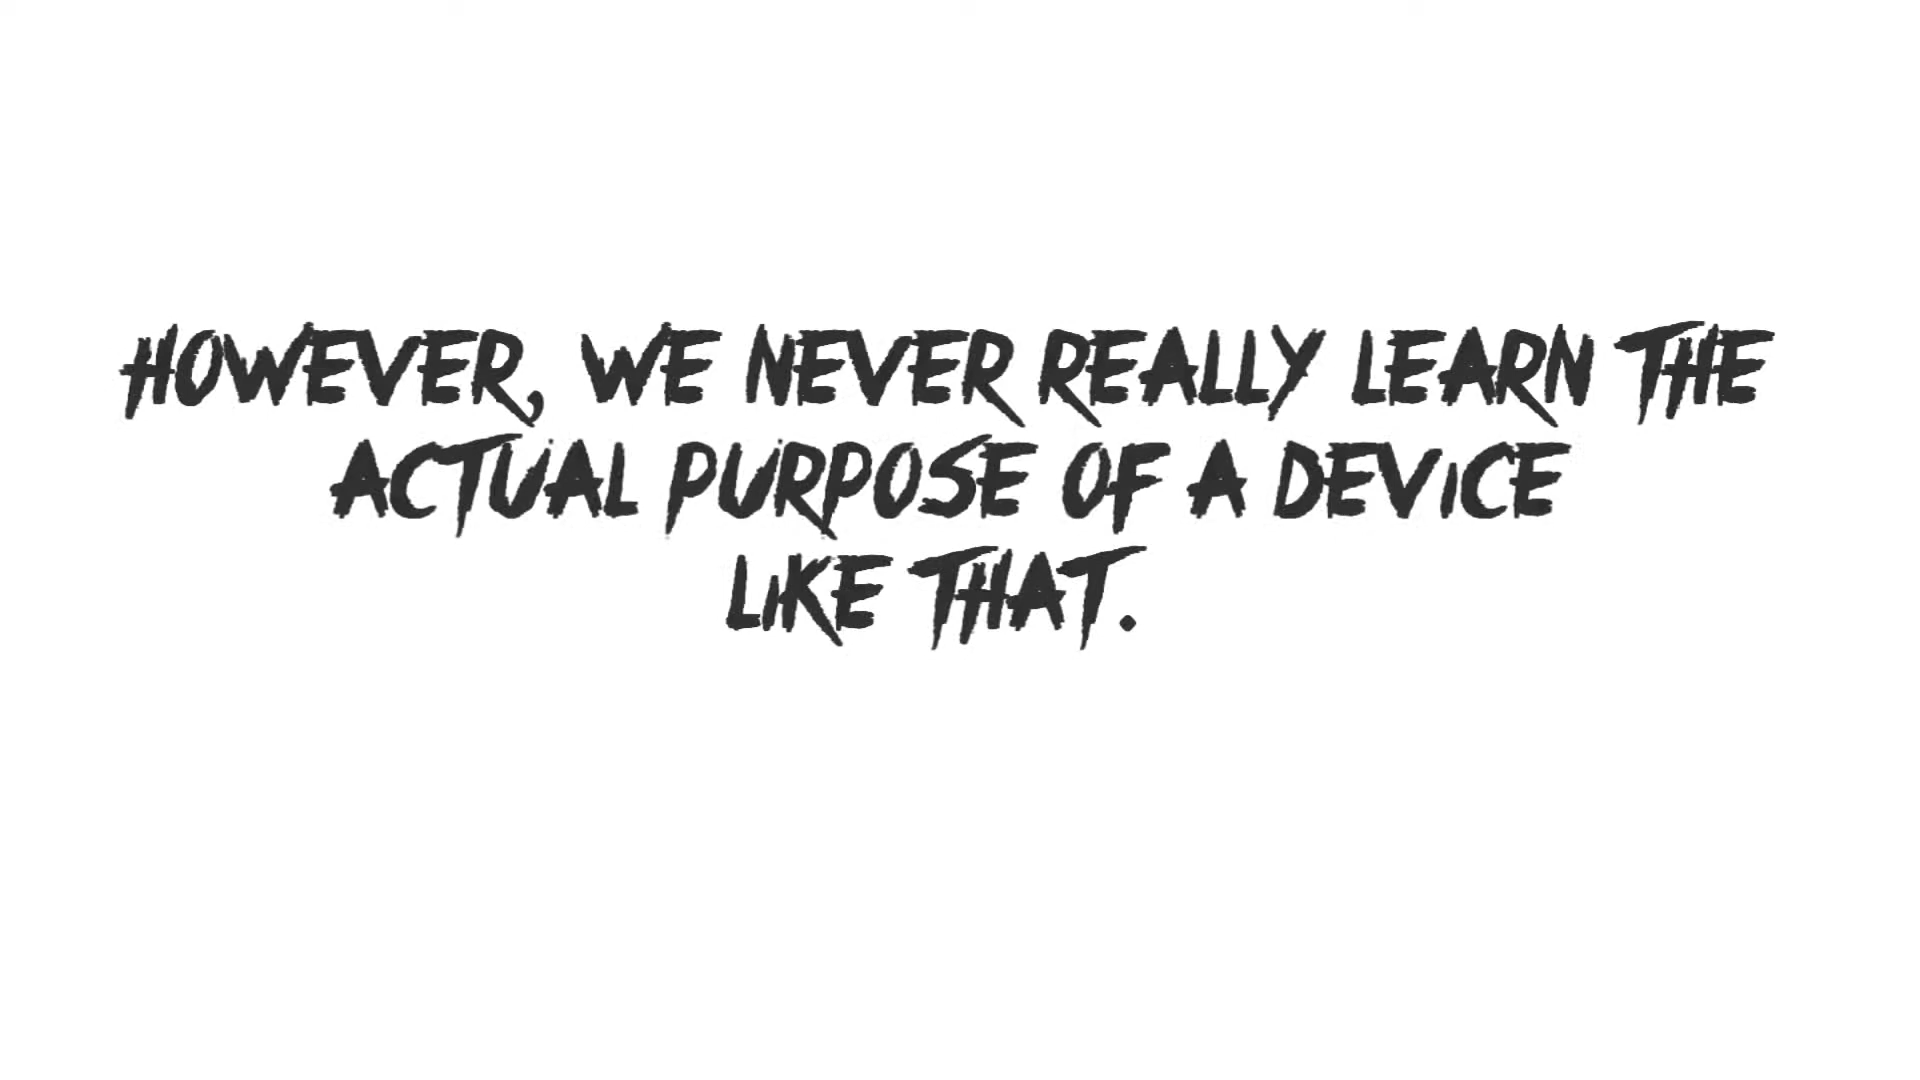 HOWEVER, WE NEVER REALLY LEARN THE
ACTUAL PURPOSE OF A DEVICE
LIKE THAT.